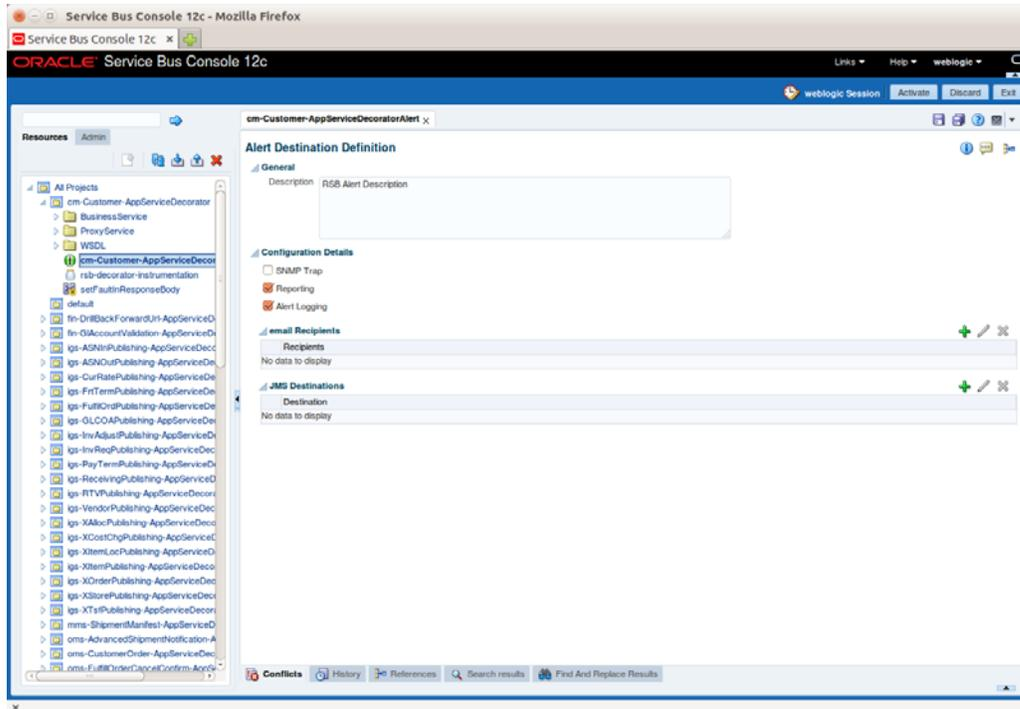 Service Bus Console 12c - Mozilla Firefox
Service Bus Console 12c
ORACLE Service Bus Console 12c
Links
Help
weblogic
weblogic Session
Activate
Discard
Exit
Resources
Admin
All Projects
cm-Customer-AppServiceDecorator
BusinessService
ProxyService
WSDL
cm-Customer-AppServiceDecor
rsb-decorator-instrumentation
setFaultInResponseBody
default
fin-DrillBackForwardUrl-AppServiceD
fin-GlAccountValidation-AppServiceD
igs-ASNInPublishing-AppServiceDeco
igs-ASNOutPublishing-AppServiceDe
igs-CurRatePublishing-AppServiceDe
igs-FrtTermPublishing-AppServiceDe
igs-FulfilOrdPublishing-AppServiceDe
igs-GLCOAPublishing-AppServiceDe
igs-InvAdjustPublishing-AppServiceD
igs-InvReqPublishing-AppServiceDec
igs-PayTermPublishing-AppServiceD
igs-ReceivingPublishing-AppServiceD
igs-RTVPublishing-AppServiceDecora
igs-VendorPublishing-AppServiceDec
igs-XAllocPublishing-AppServiceDeco
igs-XCostChgPublishing-AppService
igs-XItemLocPublishing-AppServiceD
igs-XItemPublishing-AppServiceDeco
igs-XOrderPublishing-AppServiceDec
igs-XStorePublishing-AppServiceDec
igs-XTsfPublishing-AppServiceDecor
mms-ShipmentManifest-AppServiceD
oms-AdvancedShipmentNotification-A
oms-CustomerOrder-AppServiceDec
oms-FulfillOrderCancelConfirm-AppS
cm-Customer-AppServiceDecoratorAlert
Alert Destination Definition
General
Description
RSB Alert Description
Configuration Details
SNMP Trap
Reporting
Alert Logging
email Recipients
Recipients
No data to display
JMS Destinations
Destination
No data to display
Conflicts
History
References
Search results
Find And Replace Results